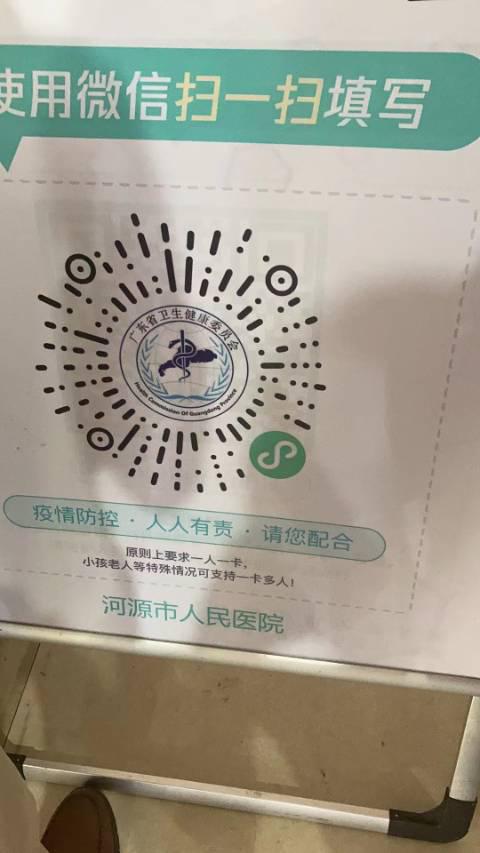 使用微信扫一扫填写
广东省卫生健康委员会
Health Commission Of Guangdong Province
疫情防控 · 人人有责 · 请您配合
原则上要求一人一卡，
小孩老人等特殊情况可支持一卡多人！
河源市人民医院